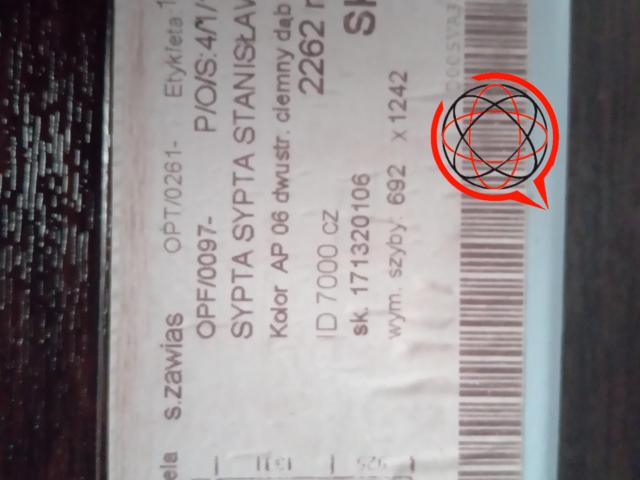 ela s.zawias OPT/0261- Etykieta:1
OPF/0097- P/O/S:4/1/
SYPTA SYPTA STANISŁAW
Kolor AP 06 dwustr. ciemny dąb
2262
ID 7000 cz
sk. 171320106
wym. szyby: 692 x 1242